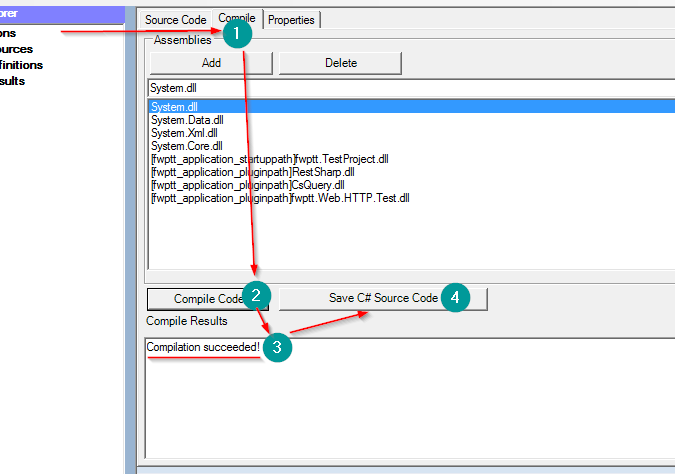 Source Code Compile Properties
1
ons
ources
finitions
sults
Assemblies
Add Delete
System.dll
System.dll
System.Data.dll
System.Xml.dll
System.Core.dll
[fwptt_application_startuppath]fwptt.TestProject.dll
[fwptt_application_pluginpath]RestSharp.dll
[fwptt_application_pluginpath]CsQuery.dll
[fwptt_application_pluginpath]fwptt.Web.HTTP.Test.dll
Compile Code 2 Save C# Source Code 4
Compile Results
Compilation succeeded! 3